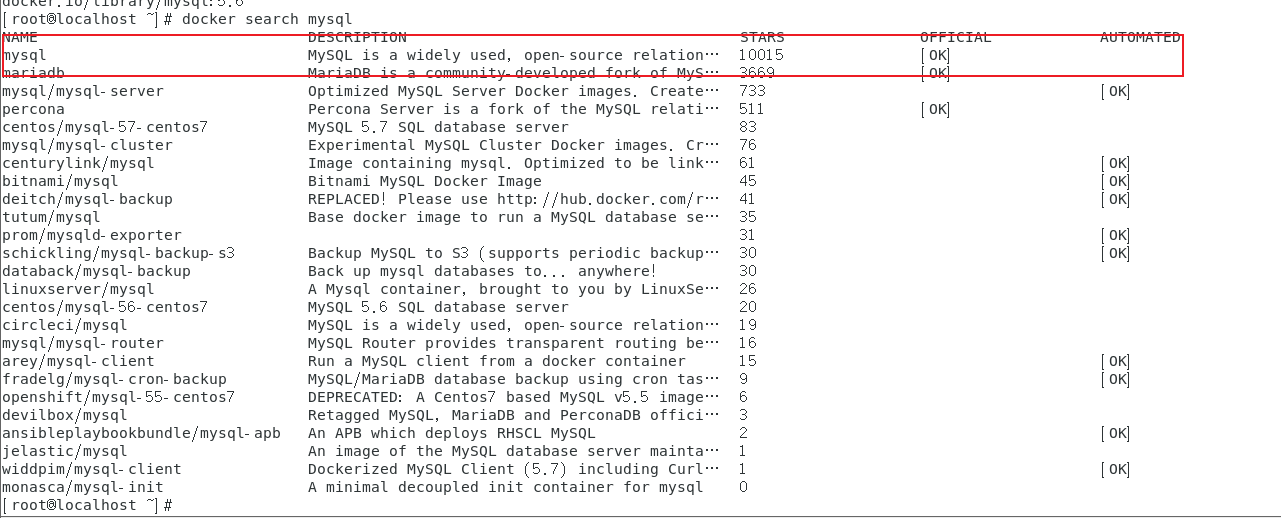 docker.io/library/mysql:5.6
[root@localhost ~]# docker search mysql
NAME DESCRIPTION STARS OFFICIAL AUTOMATED
mysql MySQL is a widely used, open-source relation… 10015 [OK]
mariadb MariaDB is a community-developed fork of MyS… 3669 [OK]
mysql/mysql-server Optimized MySQL Server Docker images. Create… 733 [OK]
percona Percona Server is a fork of the MySQL relati… 511 [OK]
centos/mysql-57-centos7 MySQL 5.7 SQL database server 83
mysql/mysql-cluster Experimental MySQL Cluster Docker images. Cr… 76
centurylink/mysql Image containing mysql. Optimized to be link… 61 [OK]
bitnami/mysql Bitnami MySQL Docker Image 45 [OK]
deitch/mysql-backup REPLACED! Please use http://hub.docker.com/r… 41 [OK]
tutum/mysql Base docker image to run a MySQL database se… 35
prom/mysqld-exporter 31 [OK]
schickling/mysql-backup-s3 Backup MySQL to S3 (supports periodic backup… 30 [OK]
databack/mysql-backup Back up mysql databases to... anywhere! 30
linuxserver/mysql A Mysql container, brought to you by LinuxSe… 26
centos/mysql-56-centos7 MySQL 5.6 SQL database server 20
circleci/mysql MySQL is a widely used, open-source relation… 19
mysql/mysql-router MySQL Router provides transparent routing be… 16
arey/mysql-client Run a MySQL client from a docker container 15 [OK]
fradelg/mysql-cron-backup MySQL/MariaDB database backup using cron tas… 9 [OK]
openshift/mysql-55-centos7 DEPRECATED: A Centos7 based MySQL v5.5 image… 6
devilbox/mysql Retagged MySQL, MariaDB and PerconaDB offici… 3
ansibleplaybookbundle/mysql-apb An APB which deploys RHSCL MySQL 2 [OK]
jelastic/mysql An image of the MySQL database server mainta… 1
widdpim/mysql-client Dockerized MySQL Client (5.7) including Curl… 1 [OK]
monasca/mysql-init A minimal decoupled init container for mysql 0
[root@localhost ~]#